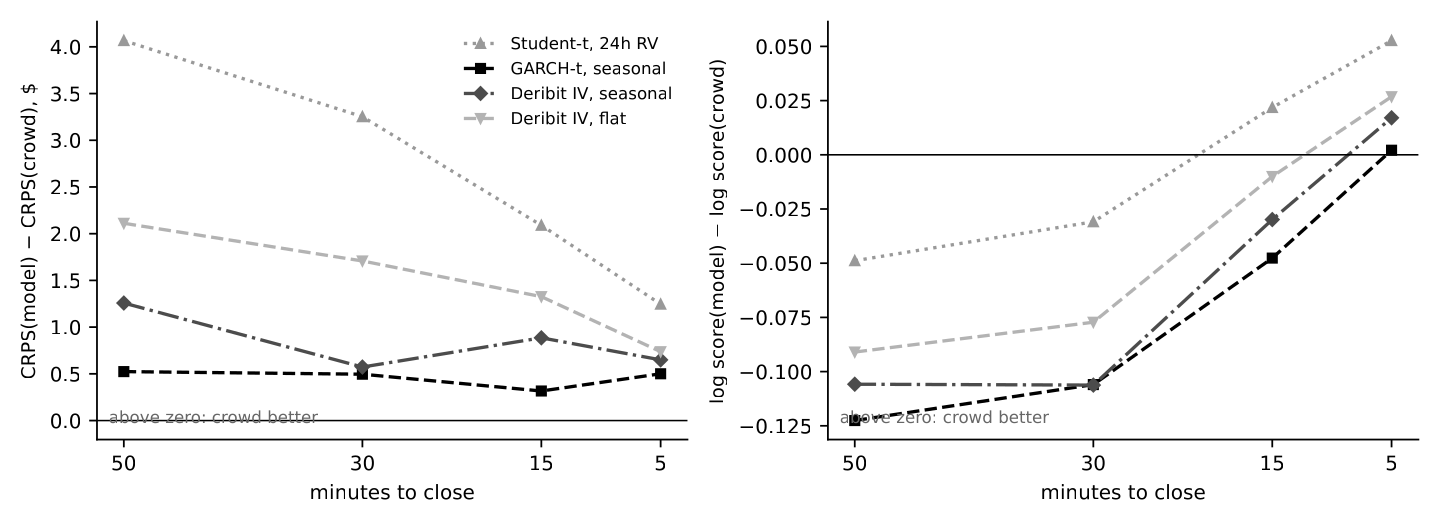 CRPS(model) − CRPS(crowd), $
4.0
3.5
3.0
2.5
2.0
1.5
1.0
0.5
0.0
Student-t, 24h RV
GARCH-t, seasonal
Deribit IV, seasonal
Deribit IV, flat
above zero: crowd better
50
30
15
5
minutes to close
log score(model) − log score(crowd)
0.050
0.025
0.000
−0.025
−0.050
−0.075
−0.100
−0.125
above zero: crowd better
50
30
15
5
minutes to close